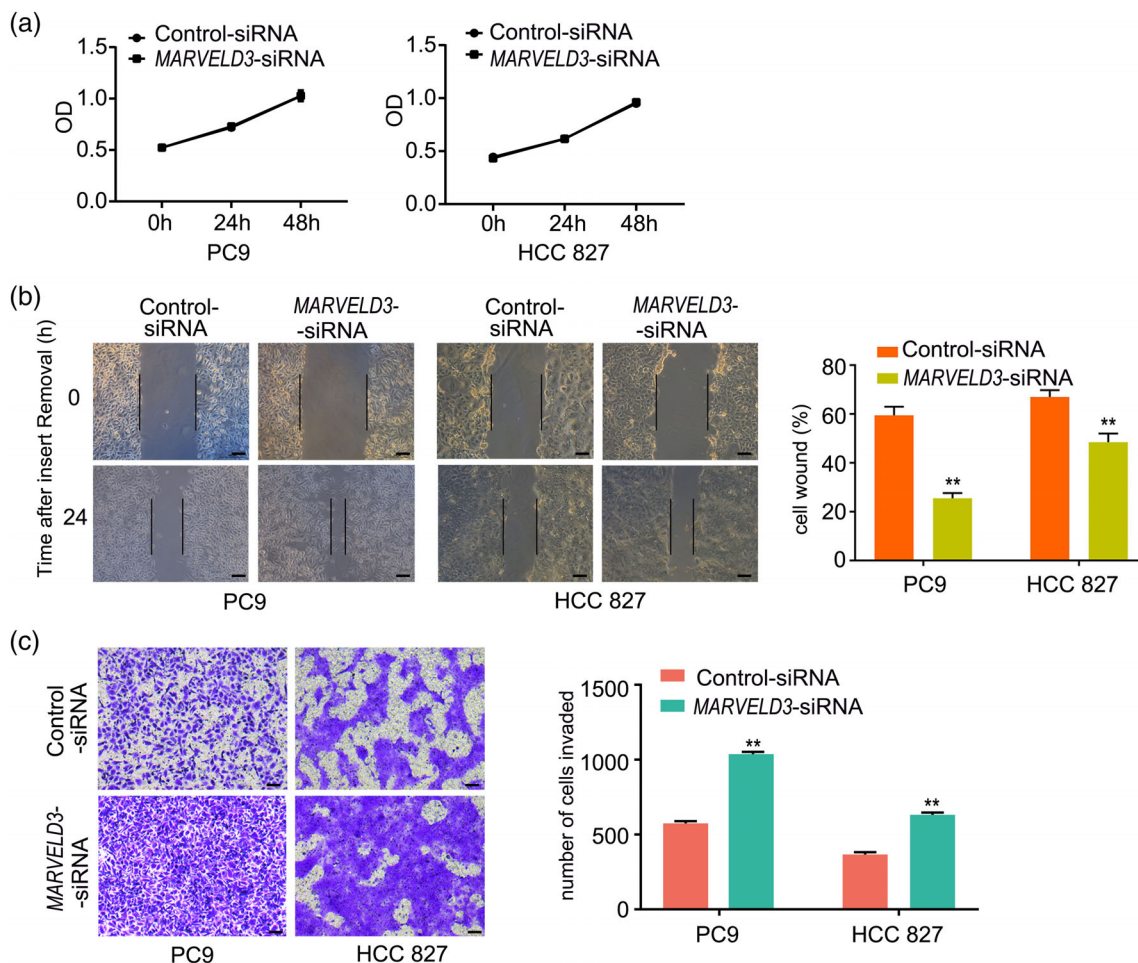 (a)
1.5
1.0
0.5
0.0
OD
Control-siRNA
MARVELD3-siRNA
0h
24h
48h
PC9
1.5
1.0
0.5
0.0
OD
Control-siRNA
MARVELD3-siRNA
0h
24h
48h
HCC 827
(b)
Time after insert Removal (h)
0
24
Control-
siRNA
MARVELD3-
-siRNA
Control-
siRNA
MARVELD3-
-siRNA
PC9
HCC 827
cell wound (%)
80
60
40
20
0
Control-siRNA
MARVELD3-siRNA
**
**
PC9
HCC 827
(c)
Control
-siRNA
MARVELD3-
-siRNA
PC9
HCC 827
number of cells invaded
1500
1000
500
0
Control-siRNA
MARVELD3-siRNA
**
**
PC9
HCC 827